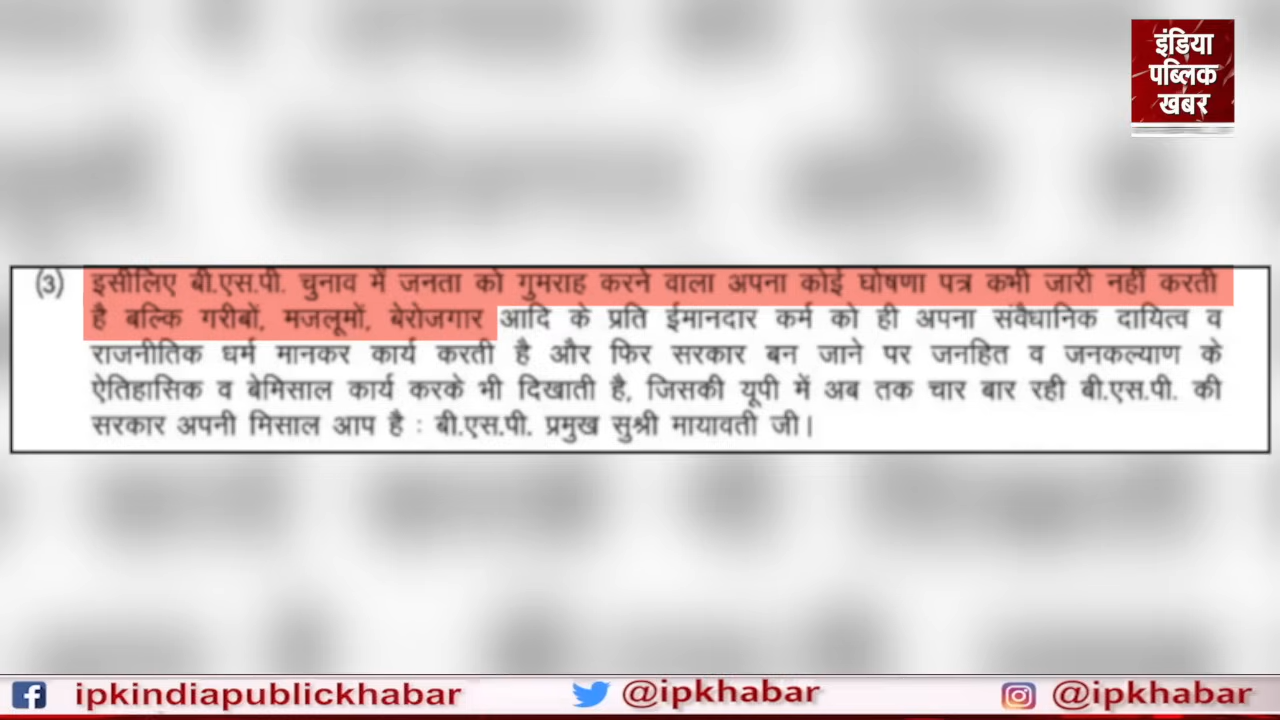 इंडिया
पब्लिक
खबर
(3) इसीलिए बी.एस.पी. चुनाव में जनता को गुमराह करने वाला अपना कोई घोषणा पत्र कभी जारी नहीं करती
है बल्कि गरीबों, मजलूमों, बेरोजगार आदि के प्रति ईमानदार कर्म को ही अपना संवैधानिक दायित्व व
राजनीतिक धर्म मानकर कार्य करती है और फिर सरकार बन जाने पर जनहित व जनकल्याण के
ऐतिहासिक व बेमिसाल कार्य करके भी दिखाती है, जिसकी यूपी में अब तक चार बार रही बी.एस.पी. की
सरकार अपनी मिसाल आप है : बी.एस.पी. प्रमुख सुश्री मायावती जी।
ipkindiapublickhabar @ipkhabar @ipkhabar